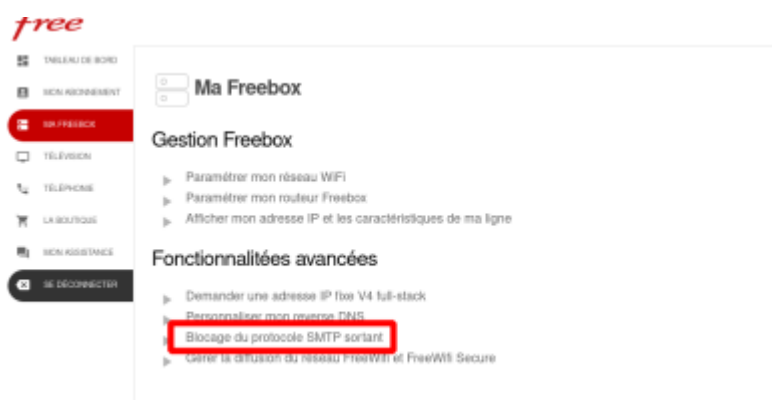 free
TABLEAU DE BORD
MON ABONNEMENT
MA FREEBOX
TÉLÉVISION
TÉLÉPHONE
LA BOUTIQUE
MON ASSISTANCE
SE DÉCONNECTER
Ma Freebox
Gestion Freebox
Paramétrer mon réseau WiFi
Paramétrer mon routeur Freebox
Afficher mon adresse IP et les caractéristiques de ma ligne
Fonctionnalitées avancées
Demander une adresse IP fixe V4 full-stack
Personnaliser mon reverse DNS
Blocage du protocole SMTP sortant
Gérer la diffusion du réseau FreeWifi et FreeWifi Secure